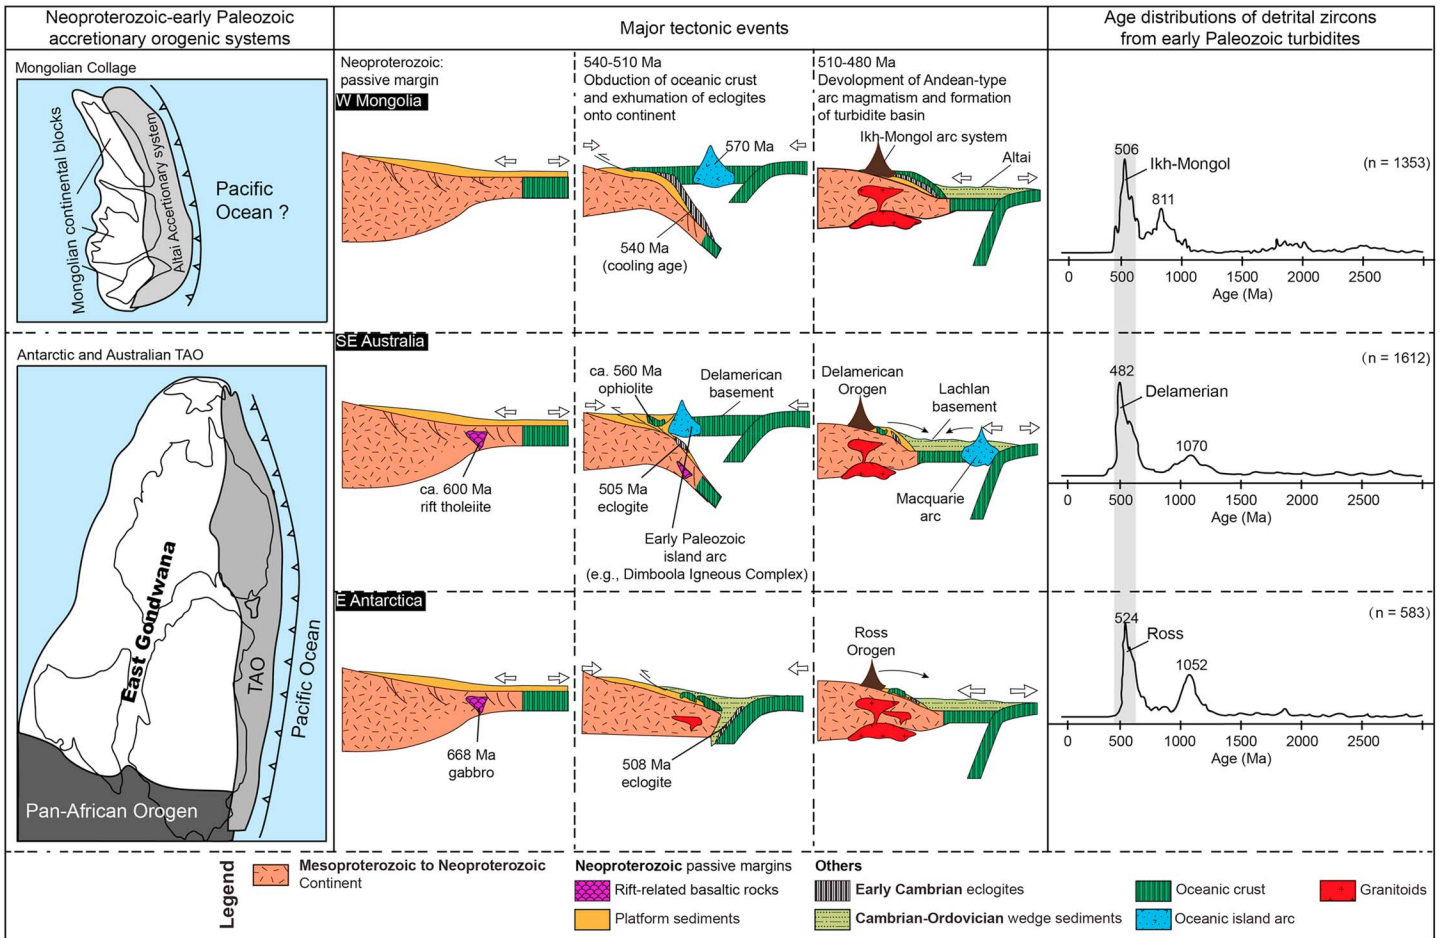 Neoproterozoic-early Paleozoic
accretionary orogenic systems
Major tectonic events
Age distributions of detrital zircons
from early Paleozoic turbidites
Mongolian Collage
Mongolian continental blocks
Altai Accertionary system
Pacific
Ocean ?
Neoproterozoic:
passive margin
W Mongolia
540-510 Ma
Obduction of oceanic crust
and exhumation of eclogites
onto continent
570 Ma
540 Ma
(cooling age)
510-480 Ma
Devolopment of Andean-type
arc magmatism and formation
of turbidite basin
Ikh-Mongol arc system
Altai
506
Ikh-Mongol
811
(n = 1353)
0
500
1000
1500
2000
2500
Age (Ma)
Antarctic and Australian TAO
East Gondwana
TAO
Pacific Ocean
Pan-African Orogen
SE Australia
ca. 600 Ma
rift tholeiite
ca. 560 Ma
ophiolite
Delamerican
basement
505 Ma
eclogite
Early Paleozoic
island arc
(e.g., Dimboola Igneous Complex)
Delamerican
Orogen
Lachlan
basement
Macquarie
arc
(n = 1612)
482
Delamerian
1070
0
500
1000
1500
2000
2500
Age (Ma)
E Antarctica
668 Ma
gabbro
508 Ma
eclogite
Ross
Orogen
(n = 583)
524
Ross
1052
0
500
1000
1500
2000
2500
Age (Ma)
Legend
Mesoproterozoic to Neoproterozoic
Continent
Neoproterozoic passive margins
Rift-related basaltic rocks
Platform sediments
Others
Early Cambrian eclogites
Cambrian-Ordovician wedge sediments
Oceanic crust
Oceanic island arc
Granitoids